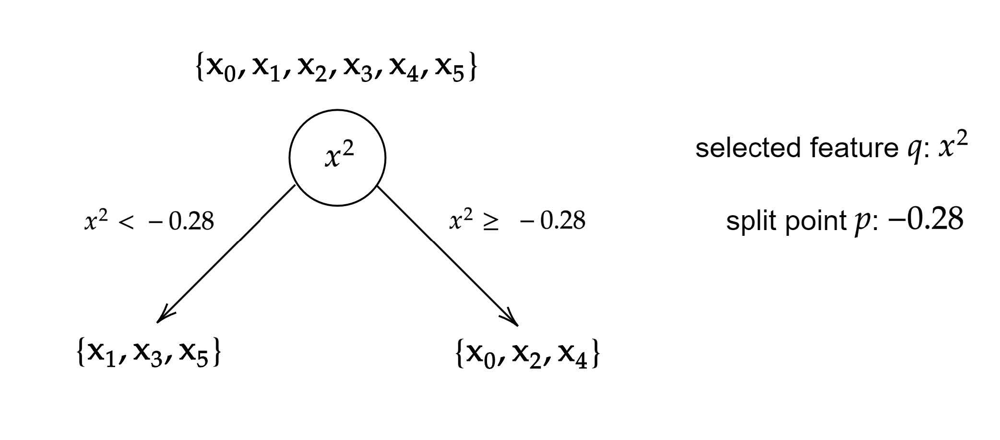 {x₀, x₁, x₂, x₃, x₄, x₅}
x²
selected feature q: x²
x² < −0.28
x² ≥ −0.28
split point p: −0.28
{x₁, x₃, x₅}
{x₀, x₂, x₄}